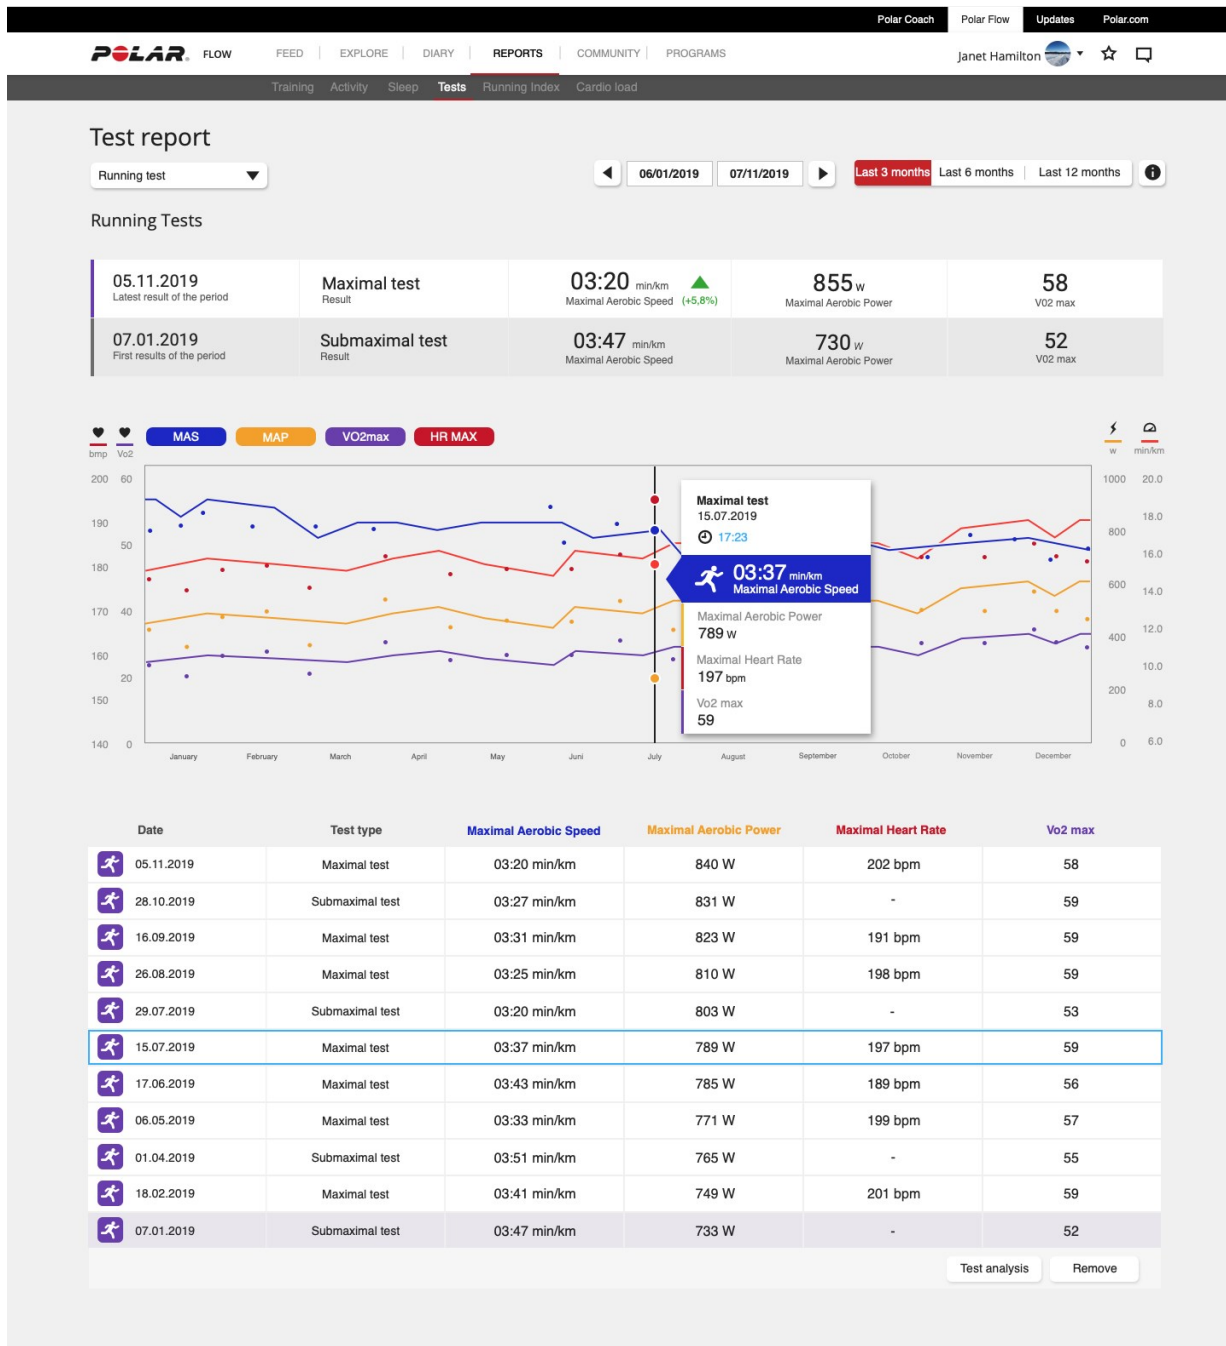 Polar Coach Polar Flow Updates Polar.com
POLAR. FLOW FEED EXPLORE DIARY REPORTS COMMUNITY PROGRAMS Janet Hamilton
Training Activity Sleep Tests Running Index Cardio load
Test report
Running test 06/01/2019 07/11/2019 Last 3 months Last 6 months Last 12 months
Running Tests
05.11.2019 Maximal test 03:20 min/km 855 w 58
Latest result of the period Result Maximal Aerobic Speed (+5,8%) Maximal Aerobic Power V02 max
07.01.2019 Submaximal test 03:47 min/km 730 w 52
First results of the period Result Maximal Aerobic Speed Maximal Aerobic Power V02 max
MAS MAP VO2max HR MAX
bmp Vo2 w min/km
200 60 1000 20.0
Maximal test
15.07.2019
190 18.0
800
17:23
50
180 16.0
03:37 min/km
Maximal Aerobic Speed
600 14.0
170 40
Maximal Aerobic Power
789 w
400 12.0
160
Maximal Heart Rate
197 bpm
10.0
20
200
150 8.0
Vo2 max
59
140 0 0 6.0
January February March April May Juni July August September October November December
Date Test type Maximal Aerobic Speed Maximal Aerobic Power Maximal Heart Rate Vo2 max
05.11.2019 Maximal test 03:20 min/km 840 W 202 bpm 58
28.10.2019 Submaximal test 03:27 min/km 831 W - 59
16.09.2019 Maximal test 03:31 min/km 823 W 191 bpm 59
26.08.2019 Maximal test 03:25 min/km 810 W 198 bpm 59
29.07.2019 Submaximal test 03:20 min/km 803 W - 53
15.07.2019 Maximal test 03:37 min/km 789 W 197 bpm 59
17.06.2019 Maximal test 03:43 min/km 785 W 189 bpm 56
06.05.2019 Maximal test 03:33 min/km 771 W 199 bpm 57
01.04.2019 Submaximal test 03:51 min/km 765 W - 55
18.02.2019 Maximal test 03:41 min/km 749 W 201 bpm 59
07.01.2019 Submaximal test 03:47 min/km 733 W - 52
Test analysis Remove